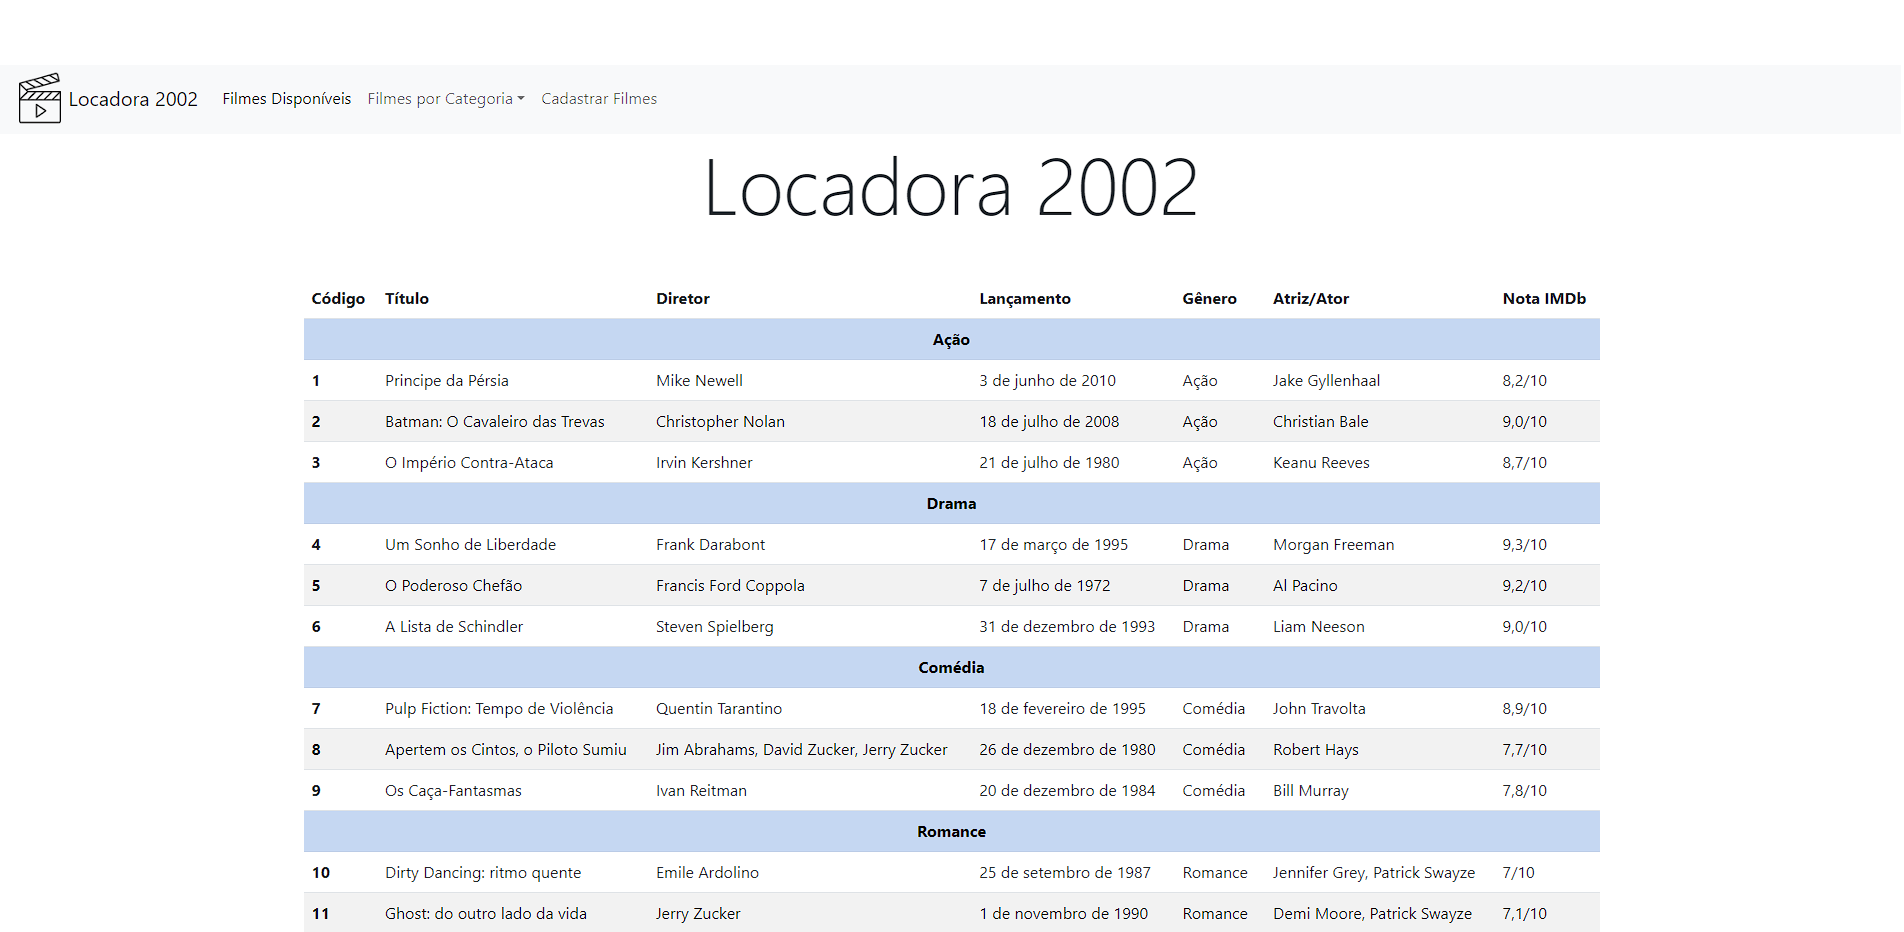 Locadora 2002 Filmes Disponíveis Filmes por Categoria Cadastrar Filmes
Locadora 2002
Código Título Diretor Lançamento Gênero Atriz/Ator Nota IMDb
Ação
1 Principe da Pérsia Mike Newell 3 de junho de 2010 Ação Jake Gyllenhaal 8,2/10
2 Batman: O Cavaleiro das Trevas Christopher Nolan 18 de julho de 2008 Ação Christian Bale 9,0/10
3 O Império Contra-Ataca Irvin Kershner 21 de julho de 1980 Ação Keanu Reeves 8,7/10
Drama
4 Um Sonho de Liberdade Frank Darabont 17 de março de 1995 Drama Morgan Freeman 9,3/10
5 O Poderoso Chefão Francis Ford Coppola 7 de julho de 1972 Drama Al Pacino 9,2/10
6 A Lista de Schindler Steven Spielberg 31 de dezembro de 1993 Drama Liam Neeson 9,0/10
Comédia
7 Pulp Fiction: Tempo de Violência Quentin Tarantino 18 de fevereiro de 1995 Comédia John Travolta 8,9/10
8 Apertem os Cintos, o Piloto Sumiu Jim Abrahams, David Zucker, Jerry Zucker 26 de dezembro de 1980 Comédia Robert Hays 7,7/10
9 Os Caça-Fantasmas Ivan Reitman 20 de dezembro de 1984 Comédia Bill Murray 7,8/10
Romance
10 Dirty Dancing: ritmo quente Emile Ardolino 25 de setembro de 1987 Romance Jennifer Grey, Patrick Swayze 7/10
11 Ghost: do outro lado da vida Jerry Zucker 1 de novembro de 1990 Romance Demi Moore, Patrick Swayze 7,1/10